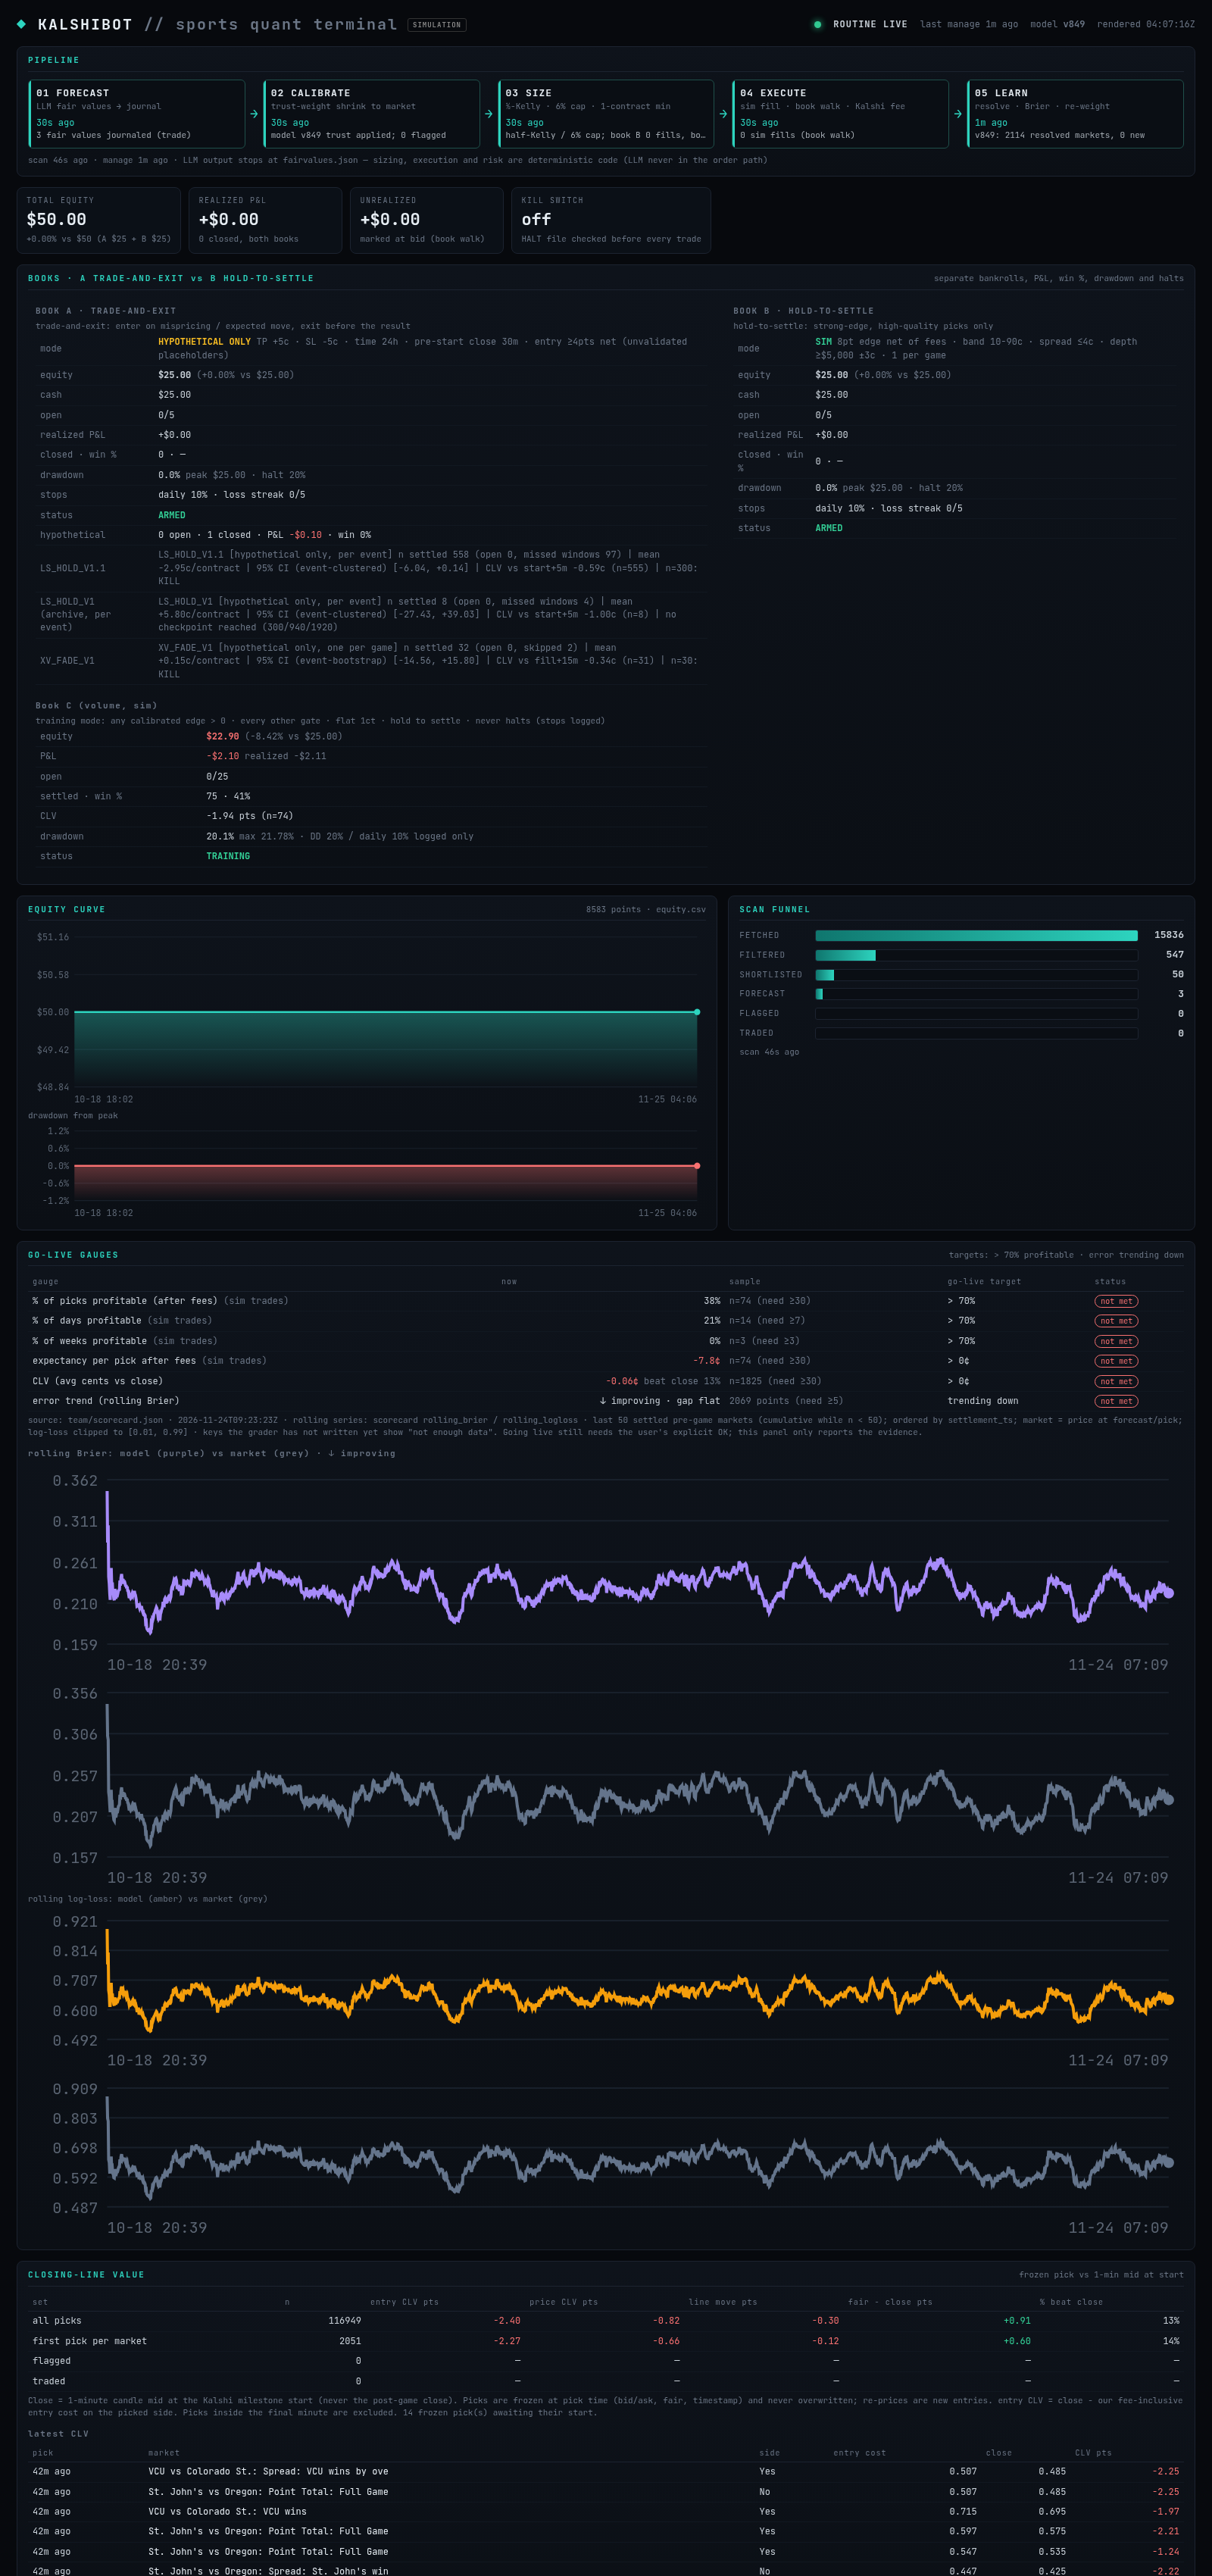 ◆ KALSHIBOT // sports quant terminal SIMULATION
ROUTINE LIVE last manage 1m ago model v849 rendered 04:07:16Z
PIPELINE
01 FORECAST
LLM fair values → journal
30s ago
3 fair values journaled (trade)
→
02 CALIBRATE
trust-weight shrink to market
30s ago
model v849 trust applied; 0 flagged
→
03 SIZE
½-Kelly · 6% cap · 1-contract min
30s ago
half-Kelly / 6% cap; book B 0 fills, bo…
→
04 EXECUTE
sim fill · book walk · Kalshi fee
30s ago
0 sim fills (book walk)
→
05 LEARN
resolve · Brier · re-weight
1m ago
v849: 2114 resolved markets, 0 new
scan 46s ago · manage 1m ago · LLM output stops at fairvalues.json — sizing, execution and risk are deterministic code (LLM never in the order path)
TOTAL EQUITY
$50.00
+0.00% vs $50 (A $25 + B $25)
REALIZED P&L
+$0.00
0 closed, both books
UNREALIZED
+$0.00
marked at bid (book walk)
KILL SWITCH
off
HALT file checked before every trade
BOOKS · A TRADE-AND-EXIT vs B HOLD-TO-SETTLE
separate bankrolls, P&L, win %, drawdown and halts
BOOK A · TRADE-AND-EXIT
trade-and-exit: enter on mispricing / expected move, exit before the result
mode HYPOTHETICAL ONLY TP +5c · SL -5c · time 24h · pre-start close 30m · entry ≥4pts net (unvalidated
placeholders)
equity $25.00 (+0.00% vs $25.00)
cash $25.00
open 0/5
realized P&L +$0.00
closed · win % 0 · —
drawdown 0.0% peak $25.00 · halt 20%
stops daily 10% · loss streak 0/5
status ARMED
hypothetical 0 open · 1 closed · P&L -$0.10 · win 0%
LS_HOLD_V1.1 LS_HOLD_V1.1 [hypothetical only, per event] n settled 558 (open 0, missed windows 97) | mean
-2.95c/contract | 95% CI (event-clustered) [-6.04, +0.14] | CLV vs start+5m -0.59c (n=555) | n=300:
KILL
LS_HOLD_V1 (archive, per event) LS_HOLD_V1 [hypothetical only, per event] n settled 8 (open 0, missed windows 4) | mean
+5.80c/contract | 95% CI (event-clustered) [-27.43, +39.03] | CLV vs start+5m -1.00c (n=8) | no
checkpoint reached (300/940/1920)
XV_FADE_V1 XV_FADE_V1 [hypothetical only, one per game] n settled 32 (open 0, skipped 2) | mean
+0.15c/contract | 95% CI (event-bootstrap) [-14.56, +15.80] | CLV vs fill+15m -0.34c (n=31) | n=30:
KILL
BOOK B · HOLD-TO-SETTLE
hold-to-settle: strong-edge, high-quality picks only
mode SIM 8pt edge net of fees · band 10-90c · spread ≤4c · depth
≥$5,000 ±3c · 1 per game
equity $25.00 (+0.00% vs $25.00)
cash $25.00
open 0/5
realized P&L +$0.00
closed · win % 0 · —
drawdown 0.0% peak $25.00 · halt 20%
stops daily 10% · loss streak 0/5
status ARMED
Book C (volume, sim)
training mode: any calibrated edge > 0 · every other gate · flat 1ct · hold to settle · never halts (stops logged)
equity $22.90 (-8.42% vs $25.00)
P&L -$2.10 realized -$2.11
open 0/25
settled · win % 75 · 41%
CLV -1.94 pts (n=74)
drawdown 20.1% max 21.78% · DD 20% / daily 10% logged only
status TRAINING
EQUITY CURVE
8583 points · equity.csv
$51.16
$50.58
$50.00
$49.42
$48.84
10-18 18:02 11-25 04:06
drawdown from peak
1.2%
0.6%
0.0%
-0.6%
-1.2%
10-18 18:02 11-25 04:06
SCAN FUNNEL
FETCHED 15836
FILTERED 547
SHORTLISTED 50
FORECAST 3
FLAGGED 0
TRADED 0
scan 46s ago
GO-LIVE GAUGES
targets: > 70% profitable · error trending down
gauge now sample go-live target status
% of picks profitable (after fees) (sim trades) 38% n=74 (need ≥30) > 70% not met
% of days profitable (sim trades) 21% n=14 (need ≥7) > 70% not met
% of weeks profitable (sim trades) 0% n=3 (need ≥3) > 70% not met
expectancy per pick after fees (sim trades) -7.8¢ n=74 (need ≥30) > 0¢ not met
CLV (avg cents vs close) -0.06¢ beat close 13% n=1825 (need ≥30) > 0¢ not met
error trend (rolling Brier) ↓ improving · gap flat 2069 points (need ≥5) trending down not met
source: team/scorecard.json · 2026-11-24T09:23:23Z · rolling series: scorecard rolling_brier / rolling_logloss · last 50 settled pre-game markets (cumulative while n < 50); ordered by settlement_ts; market = price at forecast/pick;
log-loss clipped to [0.01, 0.99] · keys the grader has not written yet show "not enough data". Going live still needs the user's explicit OK; this panel only reports the evidence.
rolling Brier: model (purple) vs market (grey) · ↓ improving
0.362
0.311
0.261
0.210
0.159
10-18 20:39 11-24 07:09
0.356
0.306
0.257
0.207
0.157
10-18 20:39 11-24 07:09
rolling log-loss: model (amber) vs market (grey)
0.921
0.814
0.707
0.600
0.492
10-18 20:39 11-24 07:09
0.909
0.803
0.698
0.592
0.487
10-18 20:39 11-24 07:09
CLOSING-LINE VALUE
frozen pick vs 1-min mid at start
set n entry CLV pts price CLV pts line move pts fair - close pts % beat close
all picks 116949 -2.40 -0.82 -0.30 +0.91 13%
first pick per market 2051 -2.27 -0.66 -0.12 +0.60 14%
flagged 0 — — — — —
traded 0 — — — — —
Close = 1-minute candle mid at the Kalshi milestone start (never the post-game close). Picks are frozen at pick time (bid/ask, fair, timestamp) and never overwritten; re-prices are new entries. entry CLV = close - our fee-inclusive
entry cost on the picked side. Picks inside the final minute are excluded. 14 frozen pick(s) awaiting their start.
latest CLV
pick market side entry cost close CLV pts
42m ago VCU vs Colorado St.: Spread: VCU wins by ove Yes 0.507 0.485 -2.25
42m ago St. John's vs Oregon: Point Total: Full Game No 0.507 0.485 -2.25
42m ago VCU vs Colorado St.: VCU wins Yes 0.715 0.695 -1.97
42m ago St. John's vs Oregon: Point Total: Full Game Yes 0.597 0.575 -2.21
42m ago St. John's vs Oregon: Point Total: Full Game Yes 0.547 0.535 -1.24
42m ago St. John's vs Oregon: Spread: St. John's win No 0.447 0.425 -2.22